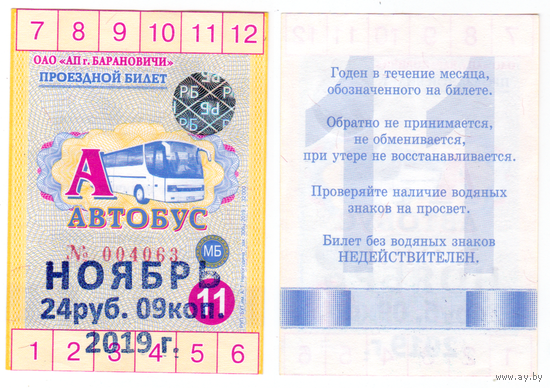 7 8 9 10 11 12
ОАО "АП г. БАРАНОВИЧИ"
ПРОЕЗДНОЙ БИЛЕТ
РБ
А
АВТОБУС
№ 004063
МБ
НОЯБРЬ
24руб. 09коп.
11
2019 г.
1 2 3 4 5 6
11
Годен в течение месяца,
обозначенного на билете.
Обратно не принимается,
не обменивается,
при утере не восстанавливается.
Проверяйте наличие водяных
знаков на просвет.
Билет без водяных знаков
НЕДЕЙСТВИТЕЛЕН.
www.ay.by